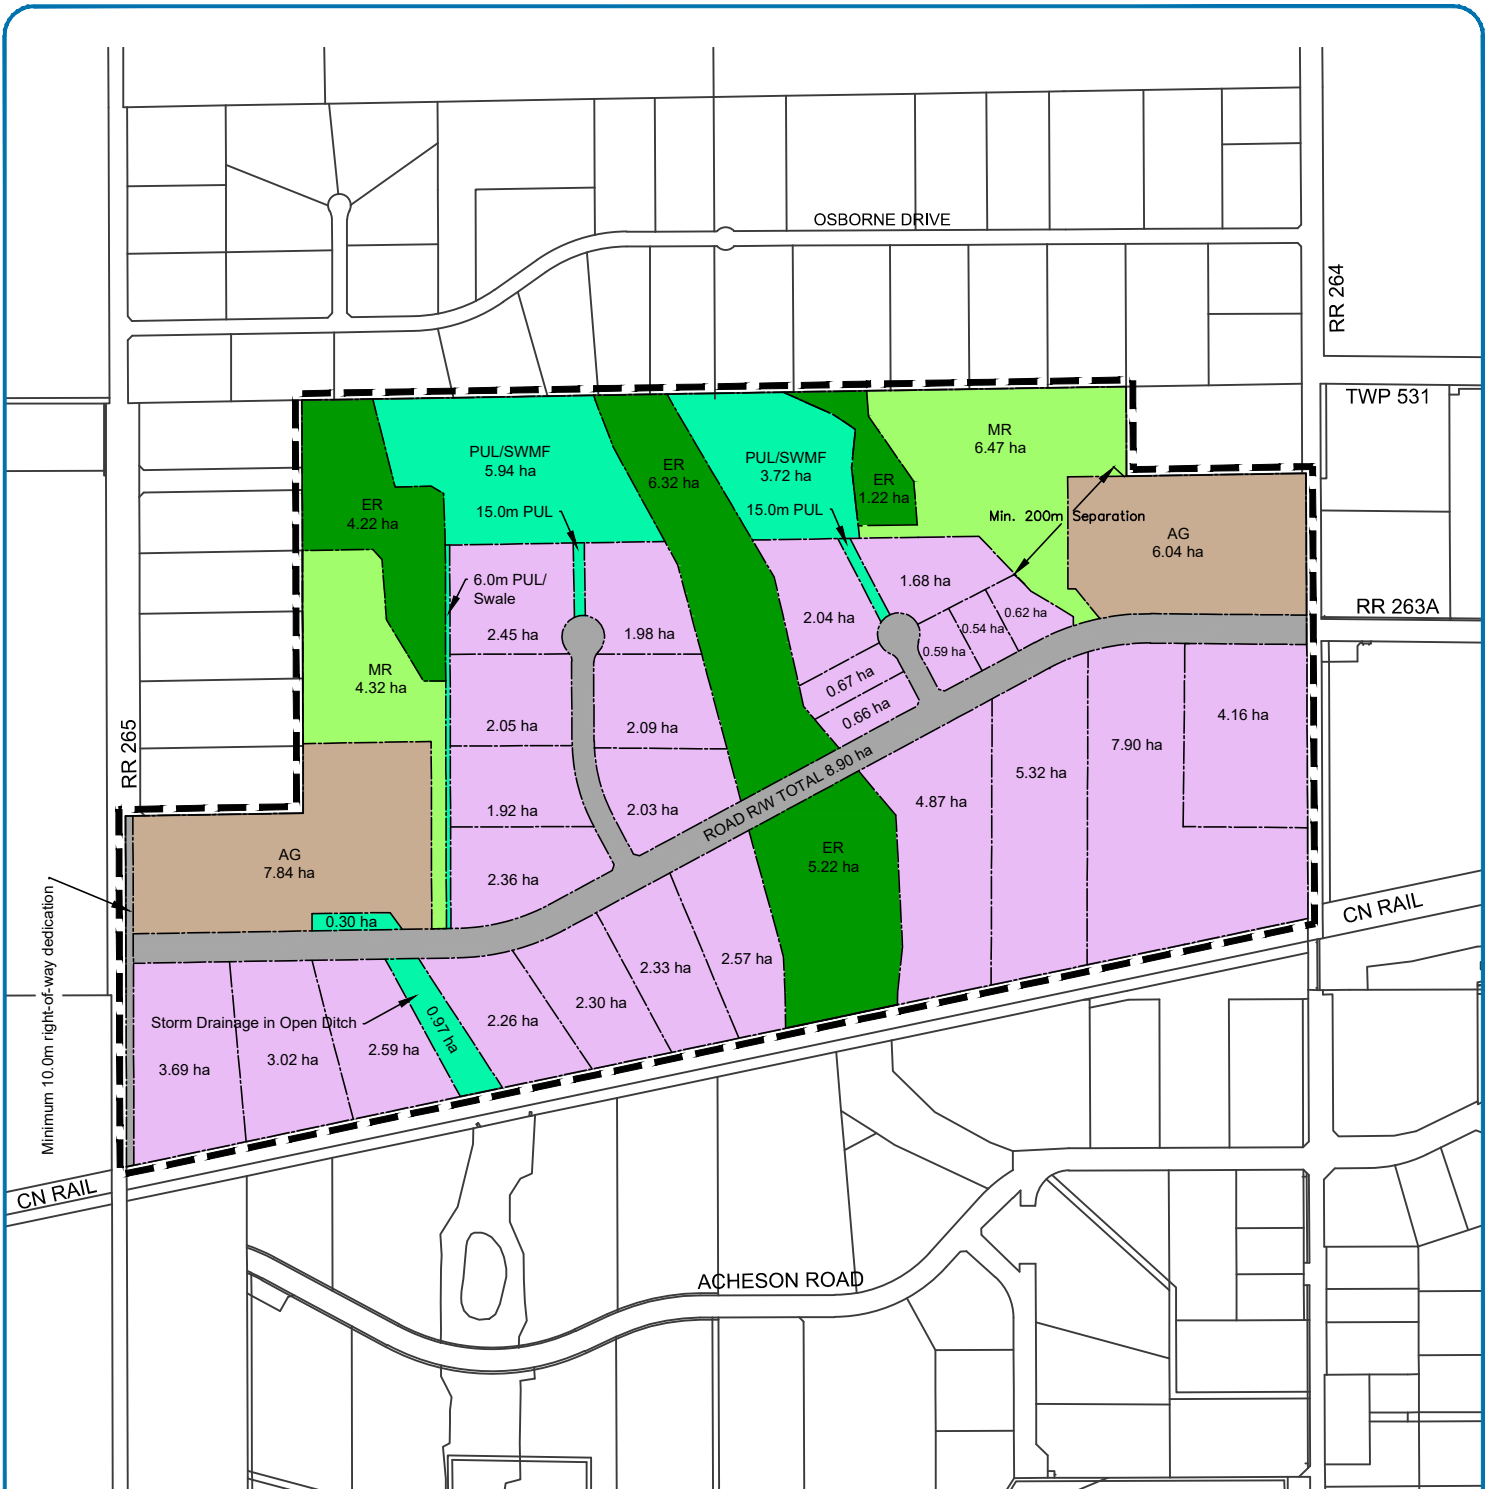 OSBORNE DRIVE
RR 264
TWP 531
MR
6.47 ha
PUL/SWMF
5.94 ha
PUL/SWMF
3.72 ha
ER
6.32 ha
ER
1.22 ha
ER
4.22 ha
15.0m PUL
15.0m PUL
Min. 200m Separation
AG
6.04 ha
6.0m PUL/
Swale
1.68 ha
RR 263A
2.45 ha
1.98 ha
2.04 ha
0.62 ha
0.54 ha
0.59 ha
MR
4.32 ha
0.67 ha
0.66 ha
RR 265
2.05 ha
2.09 ha
4.16 ha
7.90 ha
5.32 ha
ROAD R/W TOTAL 8.90 ha
1.92 ha
2.03 ha
4.87 ha
AG
7.84 ha
ER
5.22 ha
2.36 ha
CN RAIL
0.30 ha
Minimum 10.0m right-of-way dedication
2.57 ha
2.33 ha
2.30 ha
Storm Drainage in Open Ditch
0.97 ha
2.26 ha
2.59 ha
3.02 ha
3.69 ha
CN RAIL
ACHESON ROAD